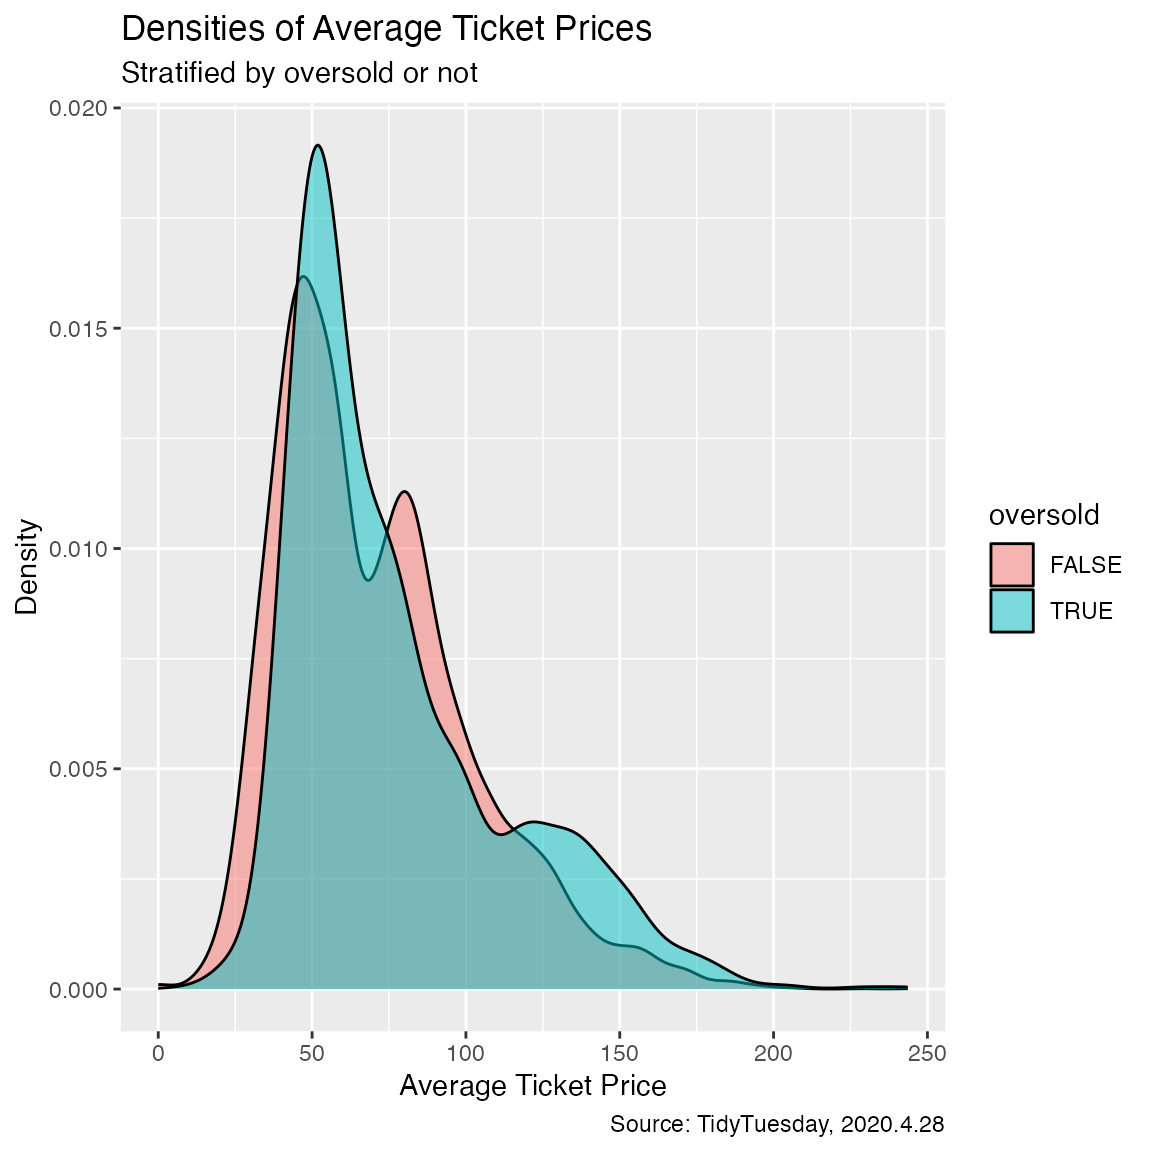 Densities of Average Ticket Prices
Stratified by oversold or not
0.020
0.015
0.010
0.005
0.000
Density
0
50
100
150
200
250
Average Ticket Price
oversold
FALSE
TRUE
Source: TidyTuesday, 2020.4.28